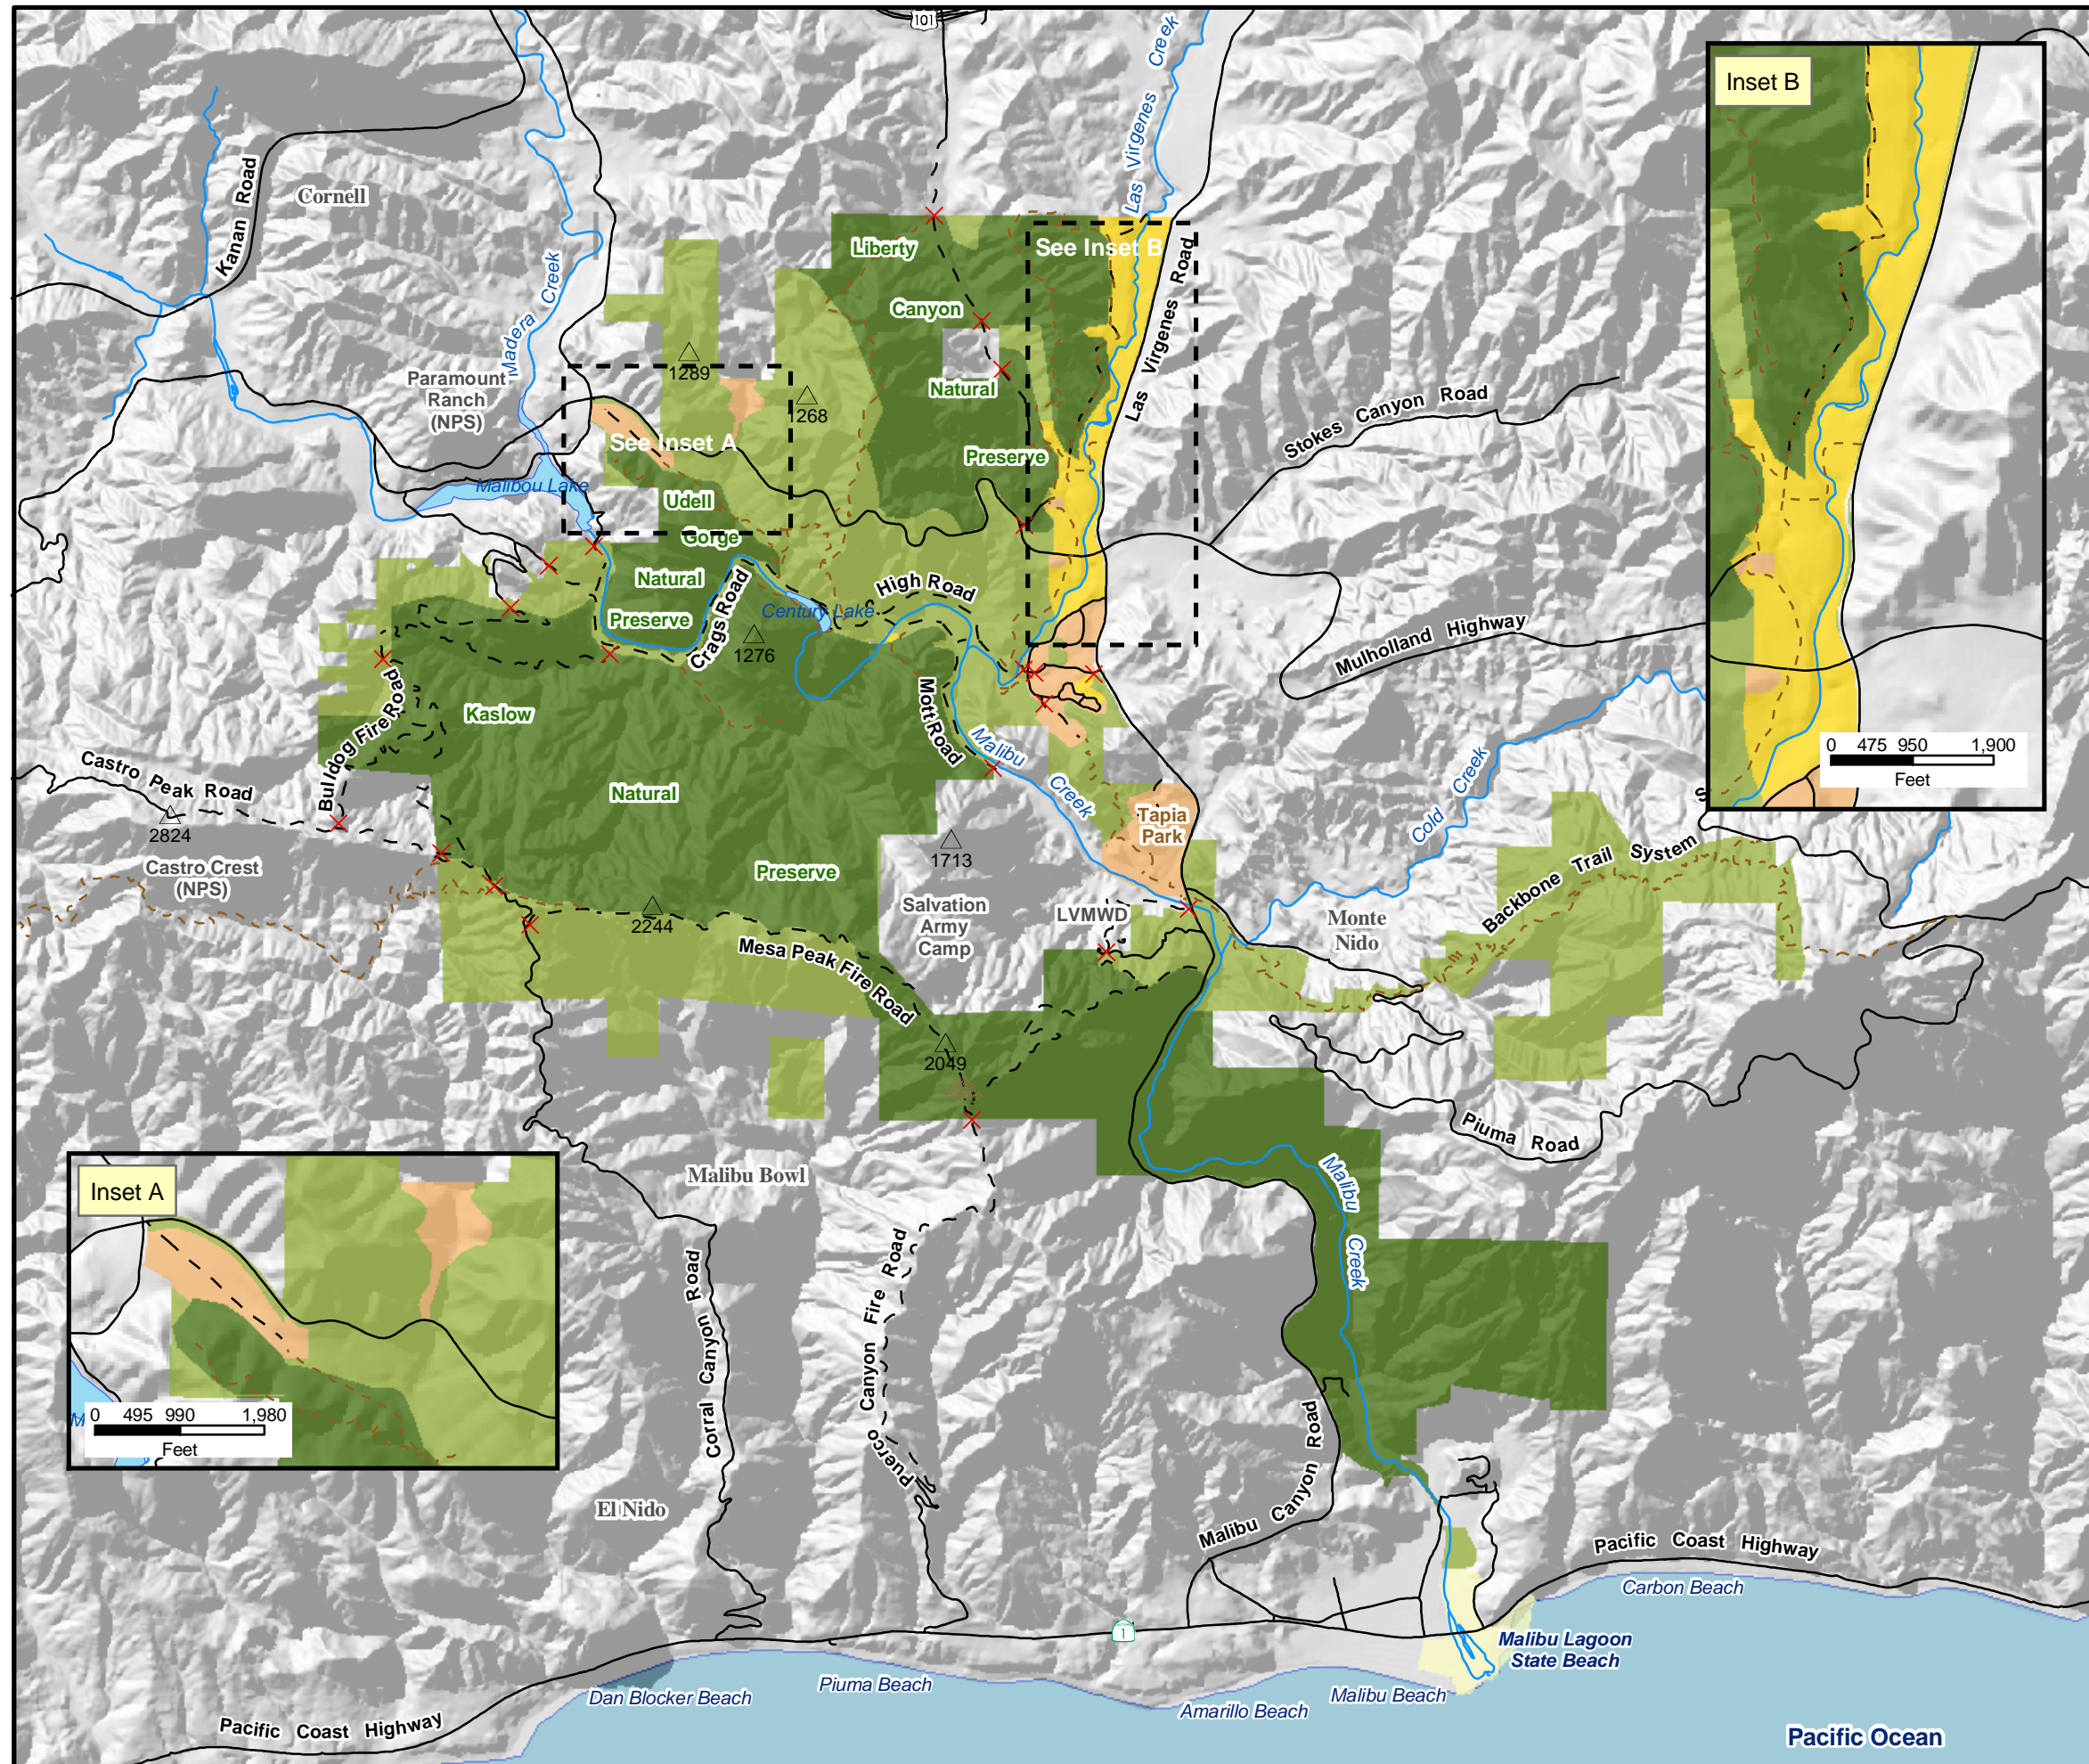 101
Las Virgenes Creek
Inset B
Kanan Road
Cornell
Liberty
See Inset B
Madera Creek
Canyon
Las Virgenes Road
Paramount
Ranch
(NPS)
1289
Natural
1268
Stokes Canyon Road
See Inset A
Preserve
Malibou Lake
Udell
Gorge
Natural
High Road
Preserve
Crags Road
Century Lake
1276
Mulholland Highway
Bulldog Fire Road
Kaslow
Mott Road
Malibu Creek
0 475 950 1,900
Feet
Castro Peak Road
2824
Natural
Cold Creek
Tapia
Park
S
Castro Crest
(NPS)
1713
Preserve
Backbone Trail System
Salvation
Army
Camp
LVMWD
Monte
Nido
2244
Mesa Peak Fire Road
2049
Piuma Road
Malibu Bowl
Malibu Creek
Inset A
Coral Canyon Road
Puerco Canyon Fire Road
M
0 495 990 1,980
Feet
Malibu Canyon Road
El Nido
Pacific Coast Highway
Carbon Beach
1
Malibu Lagoon
State Beach
Dan Blocker Beach
Piuma Beach
Amarillo Beach
Malibu Beach
Pacific Coast Highway
Pacific Ocean